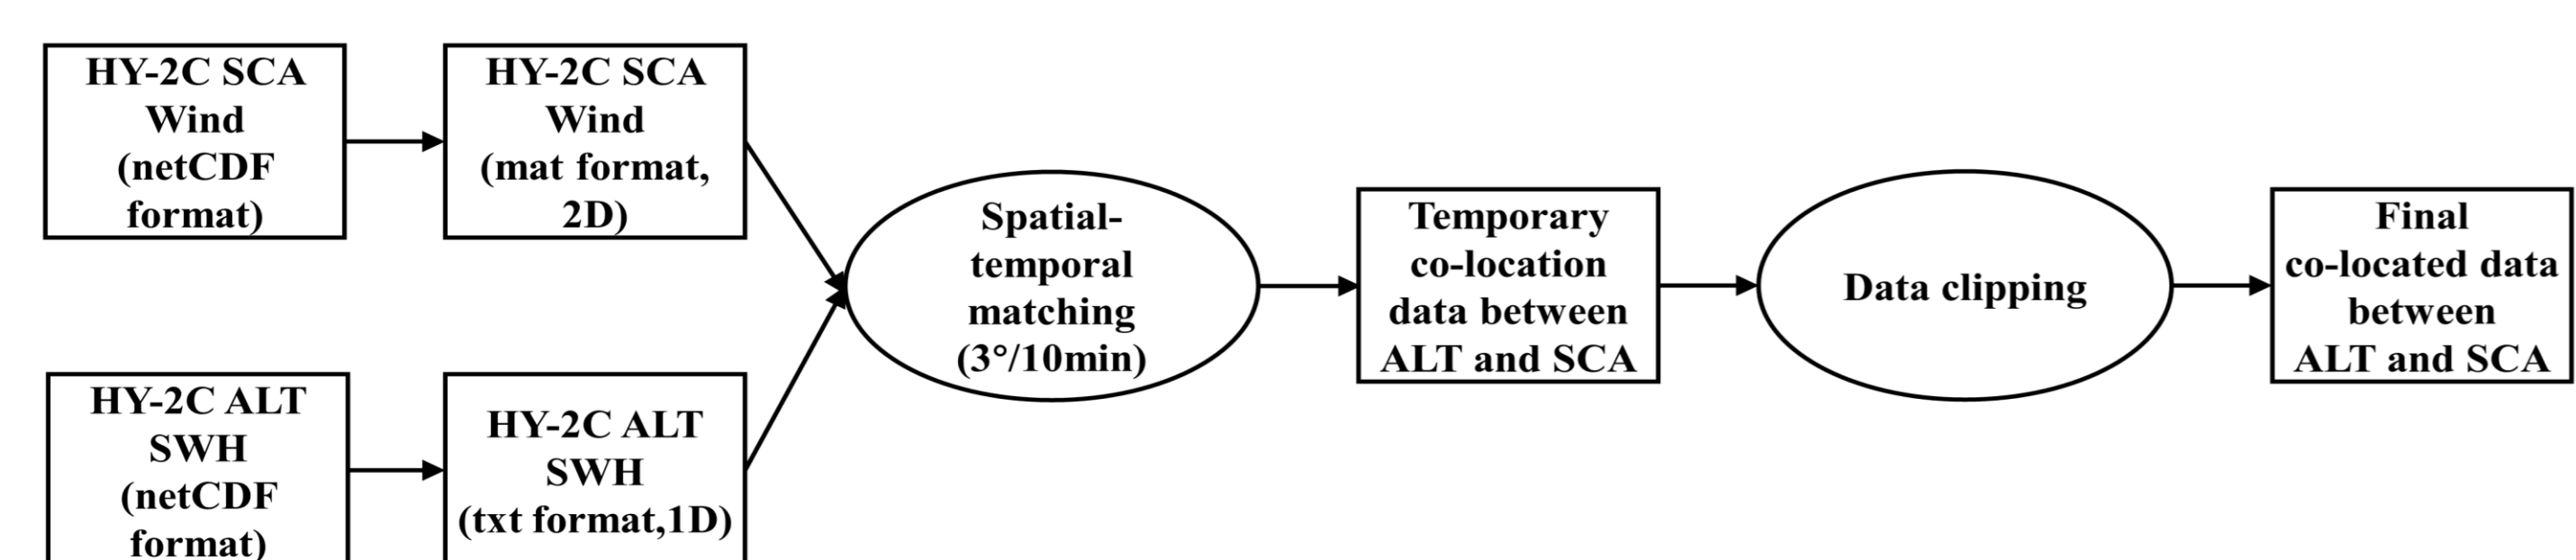 HY-2C SCA
Wind
(netCDF
format)
HY-2C SCA
Wind
(mat format,
2D)
HY-2C ALT
SWH
(netCDF
format)
HY-2C ALT
SWH
(txt format,1D)
Spatial-
temporal
matching
(3°/10min)
Temporary
co-location
data between
ALT and SCA
Data clipping
Final
co-located data
between
ALT and SCA